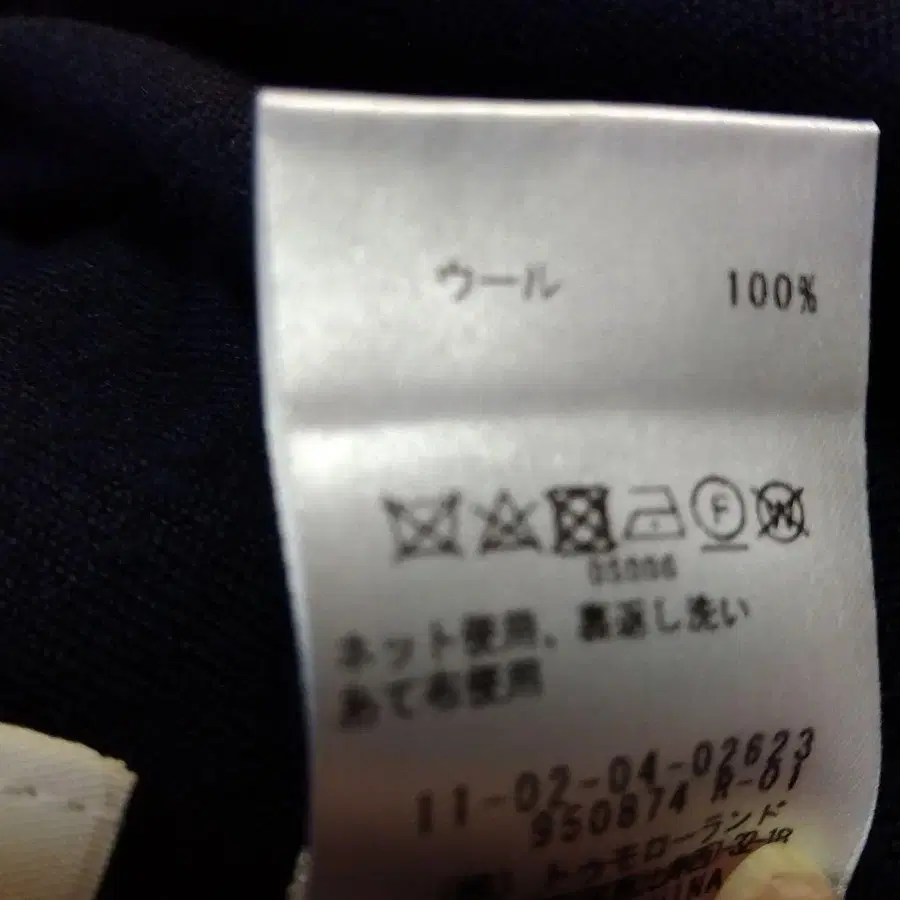 ウール 100%
F W
05000
ネット使用、裏返し洗い
あて布使用
11-02-04-02623
950874 R-01
トゥモローランド